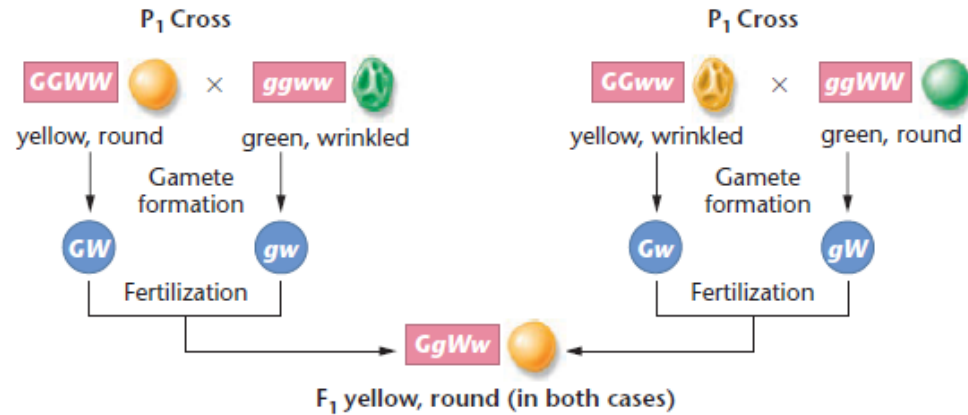 P1 Cross
GGWW × ggww
yellow, round
green, wrinkled
Gamete
formation
GW
gw
Fertilization
P1 Cross
GGww × ggWW
yellow, wrinkled
green, round
Gamete
formation
Gw
gW
Fertilization
GgWw
F1 yellow, round (in both cases)